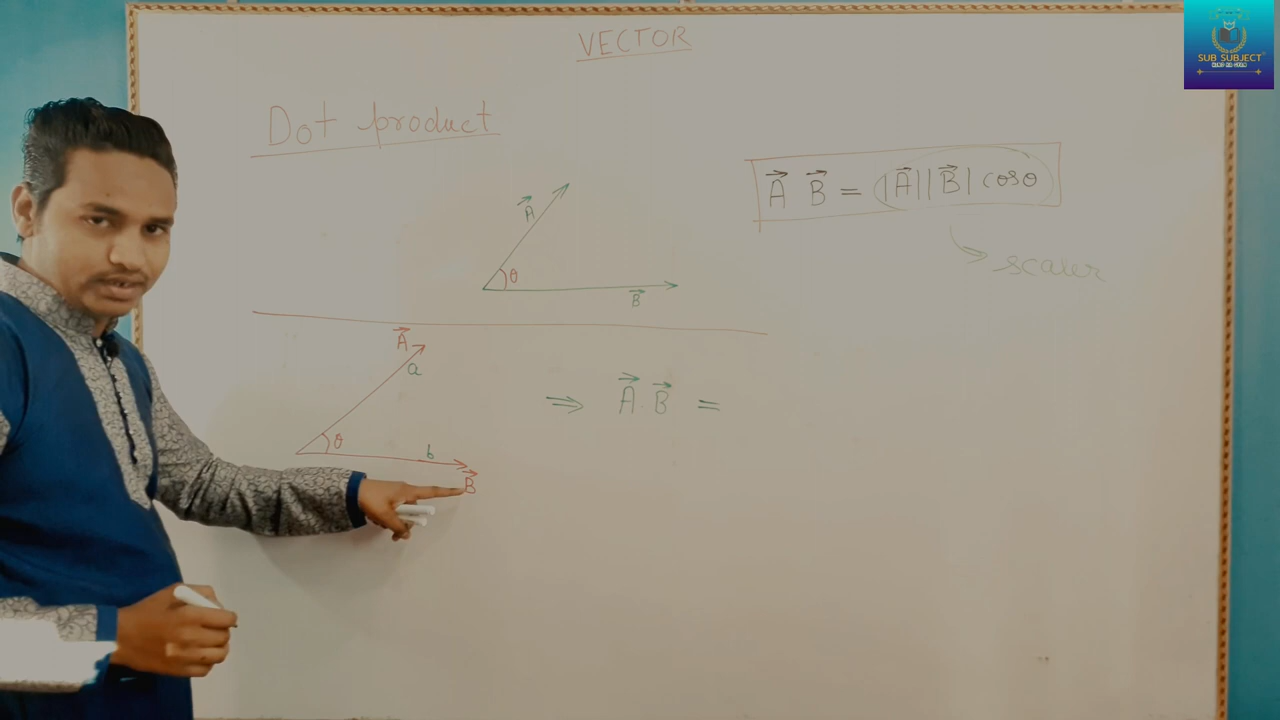 VECTOR
SUB SUBJECT
Dot product
A⃗ B⃗ = |A⃗||B⃗| cosθ
scaler
A⃗
θ
B⃗
A⃗
a
θ
b
B⃗
⇒ A⃗.B⃗ =